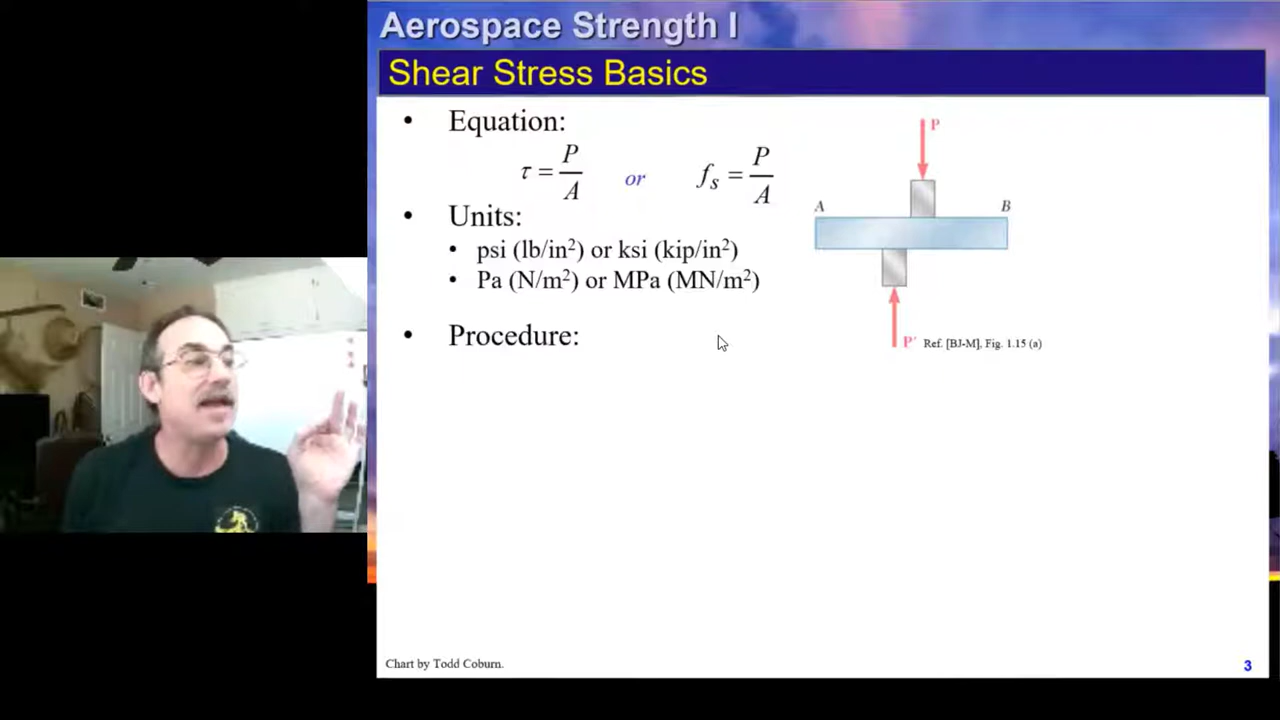 Aerospace Strength I
Shear Stress Basics
• Equation:
τ = P/A or fs = P/A
• Units:
• psi (lb/in²) or ksi (kip/in²)
• Pa (N/m²) or MPa (MN/m²)
• Procedure:
P
A B
P' Ref. [BJ-M], Fig. 1.15 (a)
Chart by Todd Coburn.
3